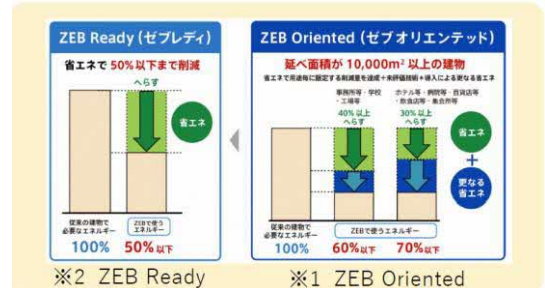 ZEB Ready（ゼブレディ）
省エネで 50%以下まで削減
へらす
省エネ
従来の建物で
必要なエネルギー
ZEBで使う
エネルギー
100%
50%以下
※2 ZEB Ready
ZEB Oriented（ゼブオリエンテッド）
延べ面積が 10,000m²以上の建物
省エネで用途毎に規定する削減量を達成＋未評価技術＋導入による更なる省エネ
事務所等・学校
・工場等
ホテル等・病院等・百貨店等
・飲食店等・集会所等
40%以上
へらす
30%以上
へらす
省エネ
+
更なる
省エネ
従来の建物で
必要なエネルギー
ZEBで使うエネルギー
100%
60%以下
70%以下
※1 ZEB Oriented